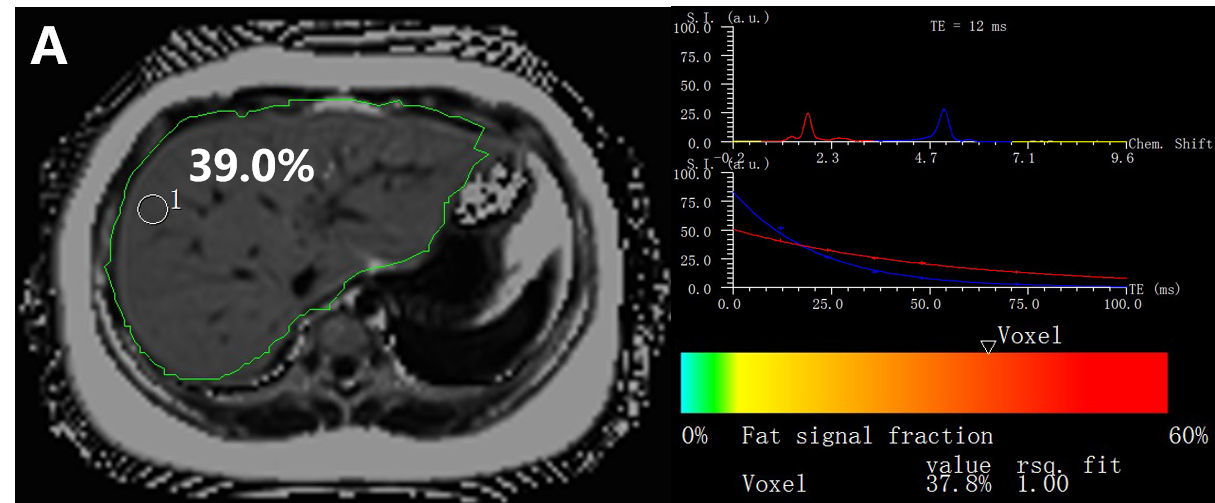 A
39.0%
1
S.I. (a.u.)
100.0
TE = 12 ms
75.0
50.0
25.0
0.0
-0.2 2.3 4.7 7.1 9.6
Chem. Shift
S.I. (a.u.)
100.0
75.0
50.0
25.0
0.0
TE (ms)
0.0 25.0 50.0 75.0 100.0
Voxel
0% Fat signal fraction 60%
value rsq. fit
Voxel 37.8% 1.00